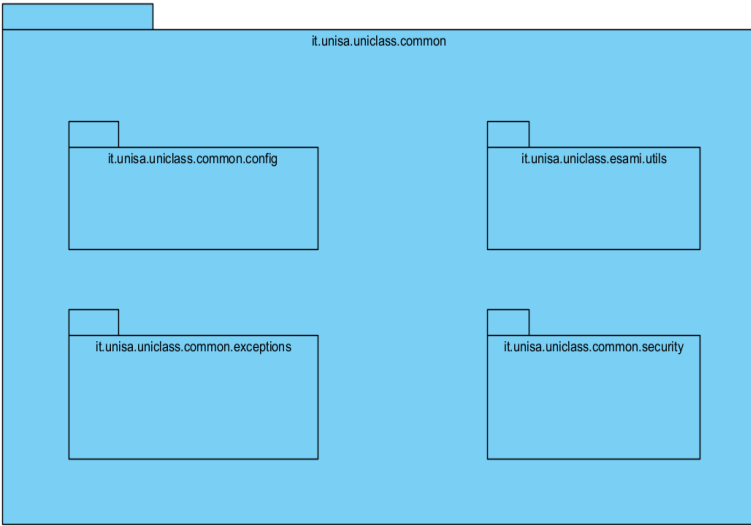 it.unisa.uniclass.common
it.unisa.uniclass.common.config
it.unisa.uniclass.esami.utils
it.unisa.uniclass.common.exceptions
it.unisa.uniclass.common.security